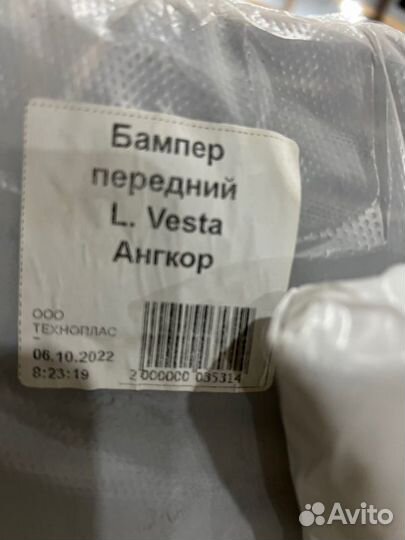 Бампер
передний
L. Vesta
Ангкор
ООО
ТЕХНОПЛАС
06.10.2022
8:23:19
2 000000 035314
Avito